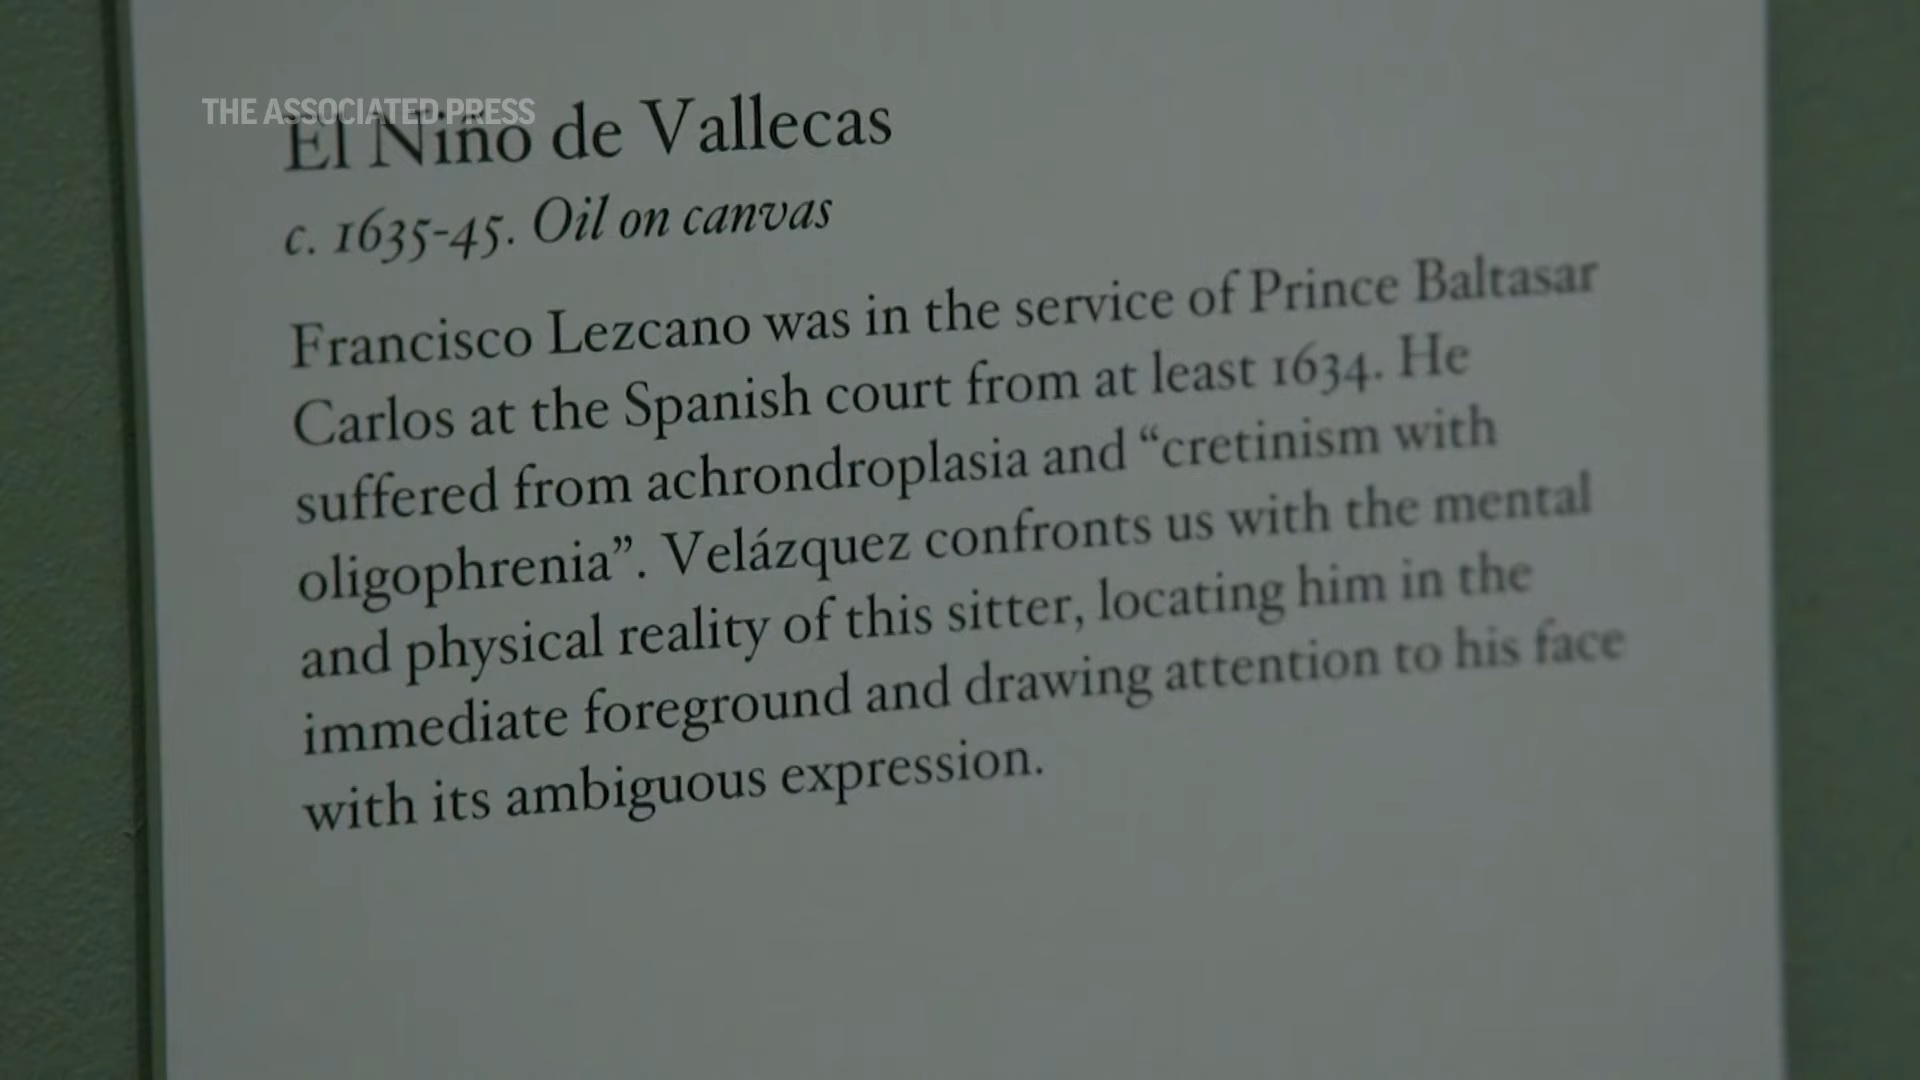 THE ASSOCIATED PRESS
El Niño de Vallecas
c. 1635-45. Oil on canvas
Francisco Lezcano was in the service of Prince Baltasar
Carlos at the Spanish court from at least 1634. He
suffered from achrondroplasia and “cretinism with
oligophrenia”. Velázquez confronts us with the mental
and physical reality of this sitter, locating him in the
immediate foreground and drawing attention to his face
with its ambiguous expression.